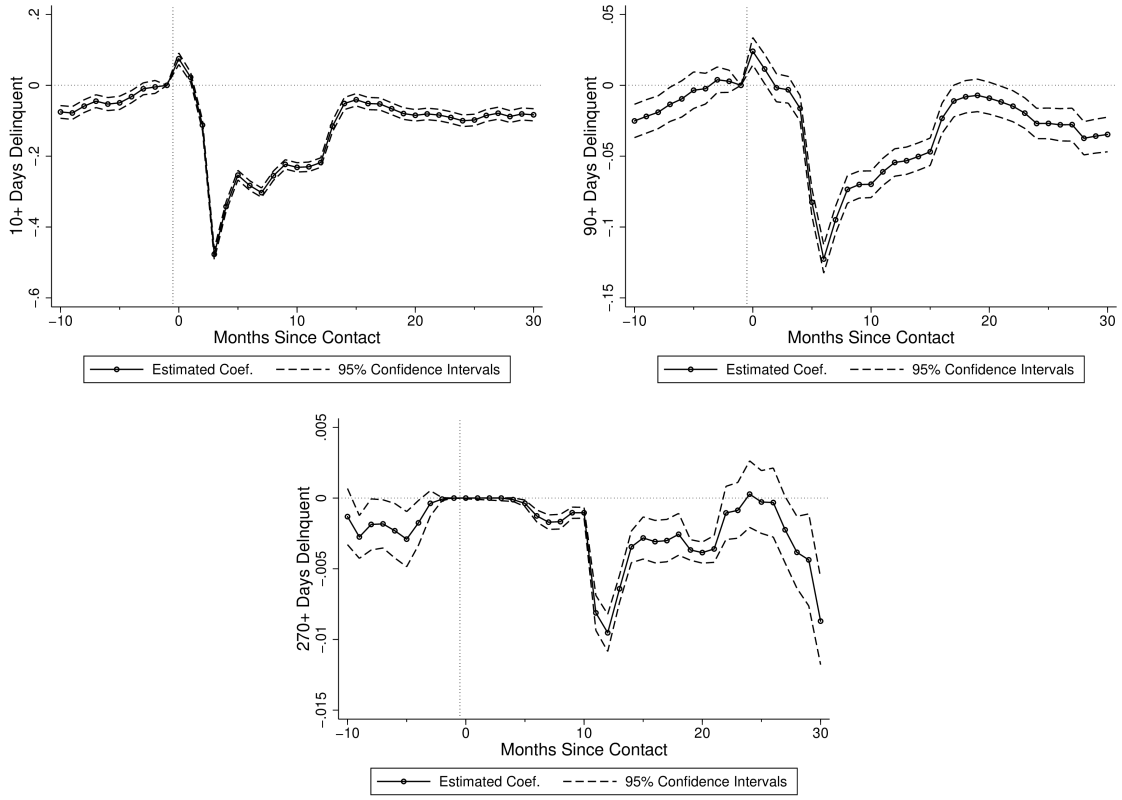 .2
0
−.2
−.4
−.6
10+ Days Delinquent
−10 0 10 20 30
Months Since Contact
Estimated Coef. 95% Confidence Intervals
.05
0
−.05
−.1
−.15
90+ Days Delinquent
−10 0 10 20 30
Months Since Contact
Estimated Coef. 95% Confidence Intervals
.005
0
−.005
−.01
−.015
270+ Days Delnquent
−10 0 10 20 30
Months Since Contact
Estimated Coef. 95% Confidence Intervals